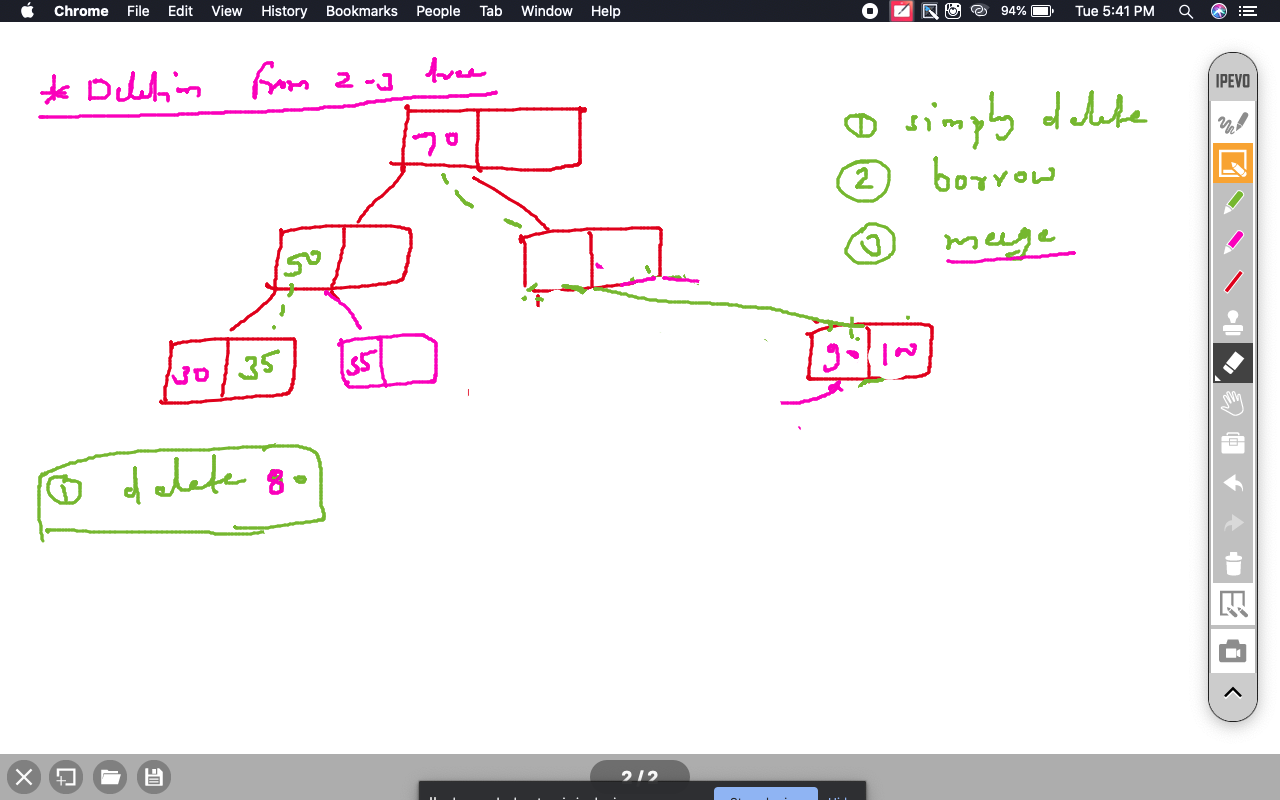 Chrome File Edit View History Bookmarks People Tab Window Help 94% Tue 5:41 PM
IPEVO
* Deletion from 2-3 tree
① simply delete
② borrow
③ merge
70
50
30 35
55
90 100
① delete 80
2 / 2